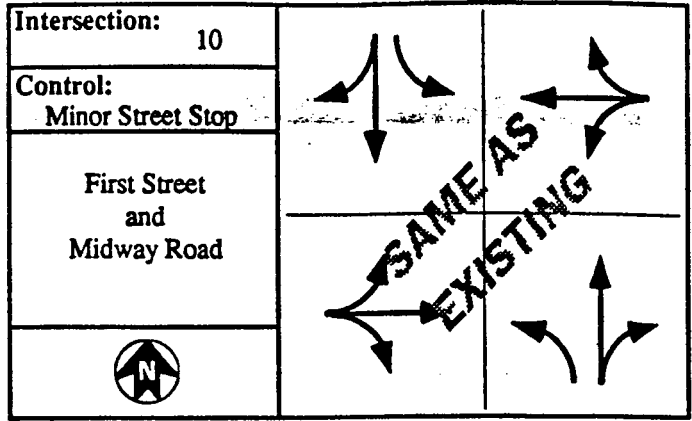 Intersection:
10
Control:
Minor Street Stop
First Street
and
Midway Road
N
SAME AS
EXISTING